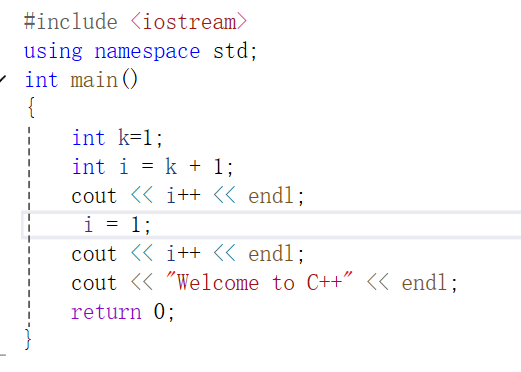 #include <iostream>
using namespace std;
int main()
{
int k=1;
int i = k + 1;
cout << i++ << endl;
i = 1;
cout << i++ << endl;
cout << "Welcome to C++" << endl;
return 0;
}